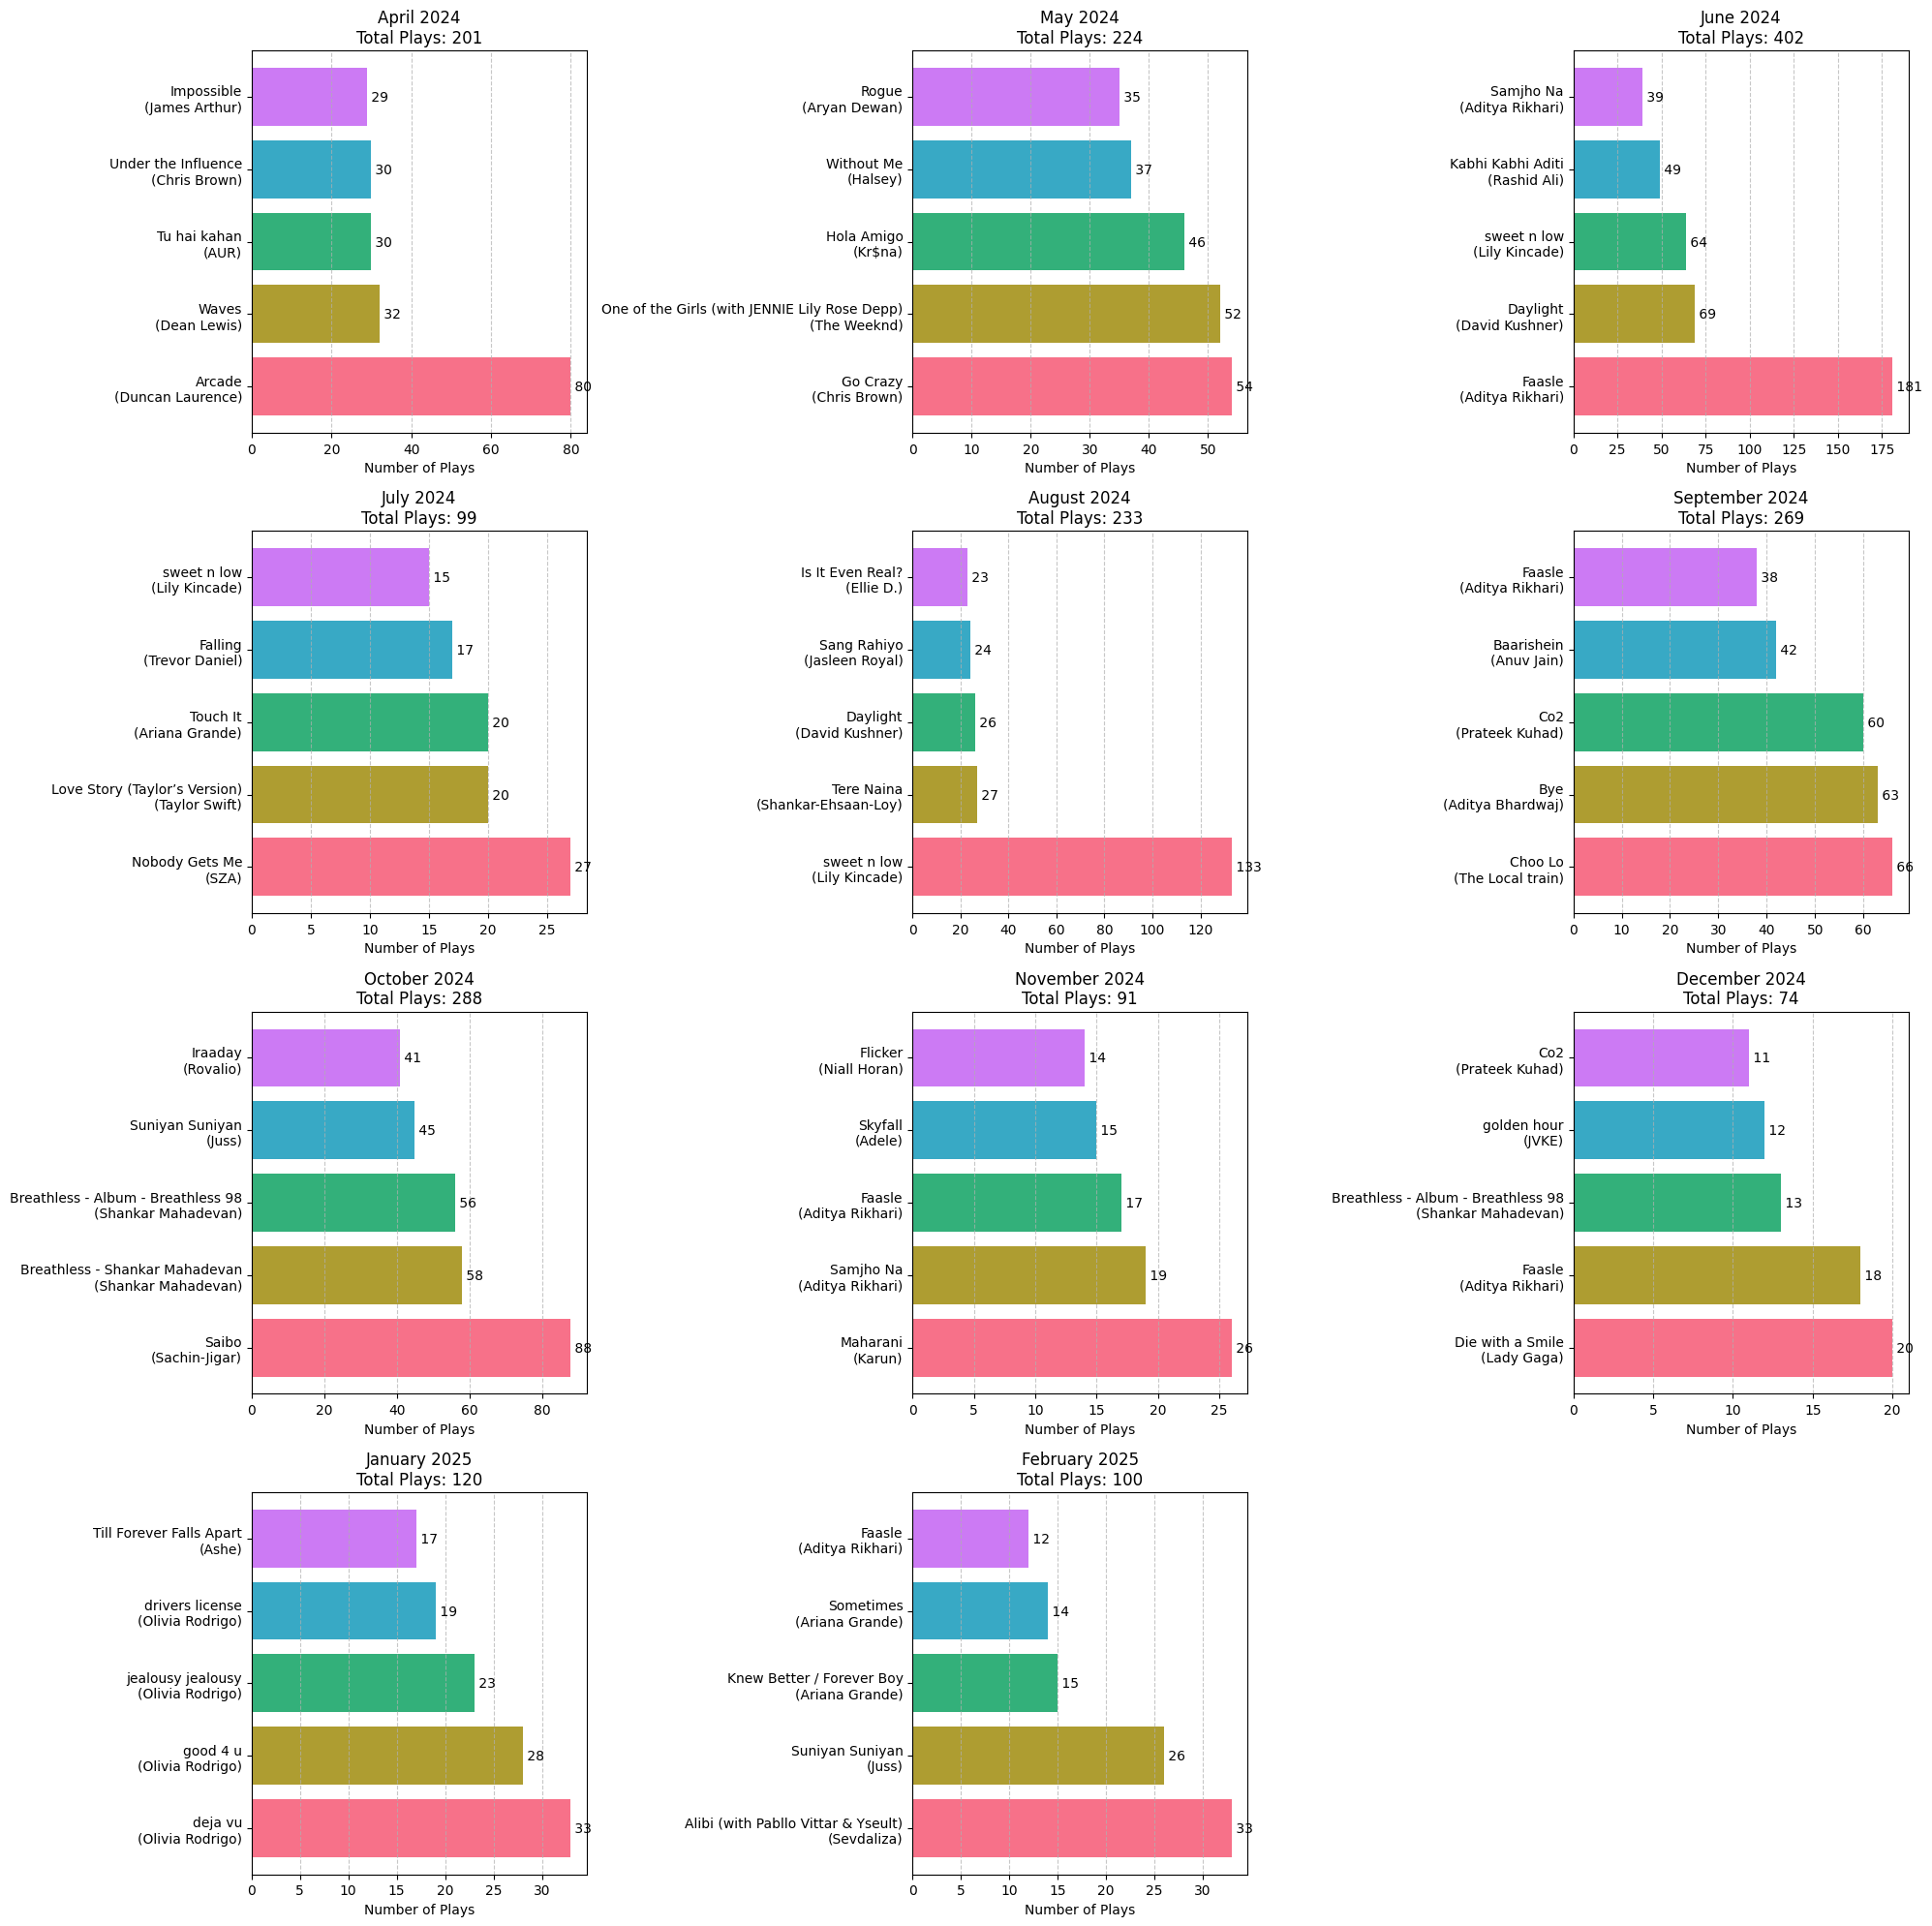 April 2024
Total Plays: 201
Impossible
(James Arthur)
29
Under the Influence
(Chris Brown)
30
Tu hai kahan
(AUR)
30
Waves
(Dean Lewis)
32
Arcade
(Duncan Laurence)
80
0 20 40 60 80
Number of Plays
May 2024
Total Plays: 224
Rogue
(Aryan Dewan)
35
Without Me
(Halsey)
37
Hola Amigo
(Kr$na)
46
One of the Girls (with JENNIE Lily Rose Depp)
(The Weeknd)
52
Go Crazy
(Chris Brown)
54
0 10 20 30 40 50
Number of Plays
June 2024
Total Plays: 402
Samjho Na
(Aditya Rikhari)
39
Kabhi Kabhi Aditi
(Rashid Ali)
49
sweet n low
(Lily Kincade)
64
Daylight
(David Kushner)
69
Faasle
(Aditya Rikhari)
181
0 25 50 75 100 125 150 175
Number of Plays
July 2024
Total Plays: 99
sweet n low
(Lily Kincade)
15
Falling
(Trevor Daniel)
17
Touch It
(Ariana Grande)
20
Love Story (Taylor’s Version)
(Taylor Swift)
20
Nobody Gets Me
(SZA)
27
0 5 10 15 20 25
Number of Plays
August 2024
Total Plays: 233
Is It Even Real?
(Ellie D.)
23
Sang Rahiyo
(Jasleen Royal)
24
Daylight
(David Kushner)
26
Tere Naina
(Shankar-Ehsaan-Loy)
27
sweet n low
(Lily Kincade)
133
0 20 40 60 80 100 120
Number of Plays
September 2024
Total Plays: 269
Faasle
(Aditya Rikhari)
38
Baarishein
(Anuv Jain)
42
Co2
(Prateek Kuhad)
60
Bye
(Aditya Bhardwaj)
63
Choo Lo
(The Local train)
66
0 10 20 30 40 50 60
Number of Plays
October 2024
Total Plays: 288
Iraaday
(Rovalio)
41
Suniyan Suniyan
(Juss)
45
Breathless - Album - Breathless 98
(Shankar Mahadevan)
56
Breathless - Shankar Mahadevan
(Shankar Mahadevan)
58
Saibo
(Sachin-Jigar)
88
0 20 40 60 80
Number of Plays
November 2024
Total Plays: 91
Flicker
(Niall Horan)
14
Skyfall
(Adele)
15
Faasle
(Aditya Rikhari)
17
Samjho Na
(Aditya Rikhari)
19
Maharani
(Karun)
26
0 5 10 15 20 25
Number of Plays
December 2024
Total Plays: 74
Co2
(Prateek Kuhad)
11
golden hour
(JVKE)
12
Breathless - Album - Breathless 98
(Shankar Mahadevan)
13
Faasle
(Aditya Rikhari)
18
Die with a Smile
(Lady Gaga)
20
0 5 10 15 20
Number of Plays
January 2025
Total Plays: 120
Till Forever Falls Apart
(Ashe)
17
drivers license
(Olivia Rodrigo)
19
jealousy jealousy
(Olivia Rodrigo)
23
good 4 u
(Olivia Rodrigo)
28
deja vu
(Olivia Rodrigo)
33
0 5 10 15 20 25 30
Number of Plays
February 2025
Total Plays: 100
Faasle
(Aditya Rikhari)
12
Sometimes
(Ariana Grande)
14
Knew Better / Forever Boy
(Ariana Grande)
15
Suniyan Suniyan
(Juss)
26
Alibi (with Pabllo Vittar & Yseult)
(Sevdaliza)
33
0 5 10 15 20 25 30
Number of Plays